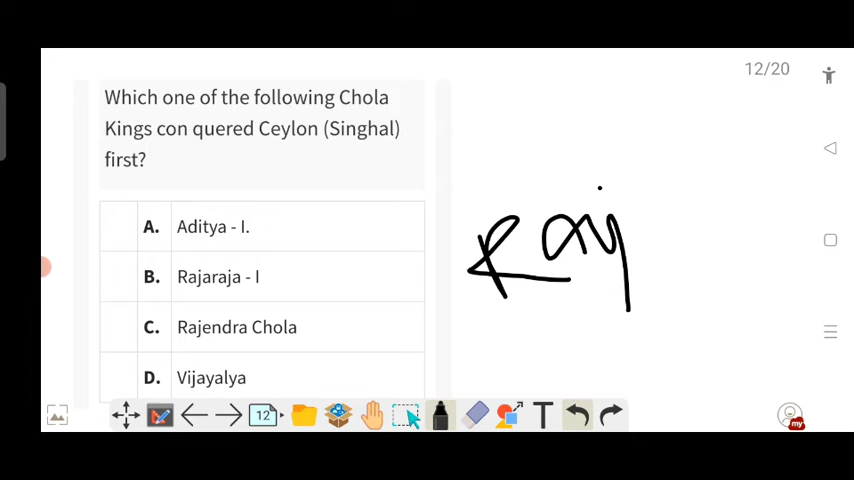 12/20
Which one of the following Chola
Kings con quered Ceylon (Singhal)
first?
A. Aditya - I.
B. Rajaraja - I
C. Rajendra Chola
D. Vijayalya
Raj
12
T
my